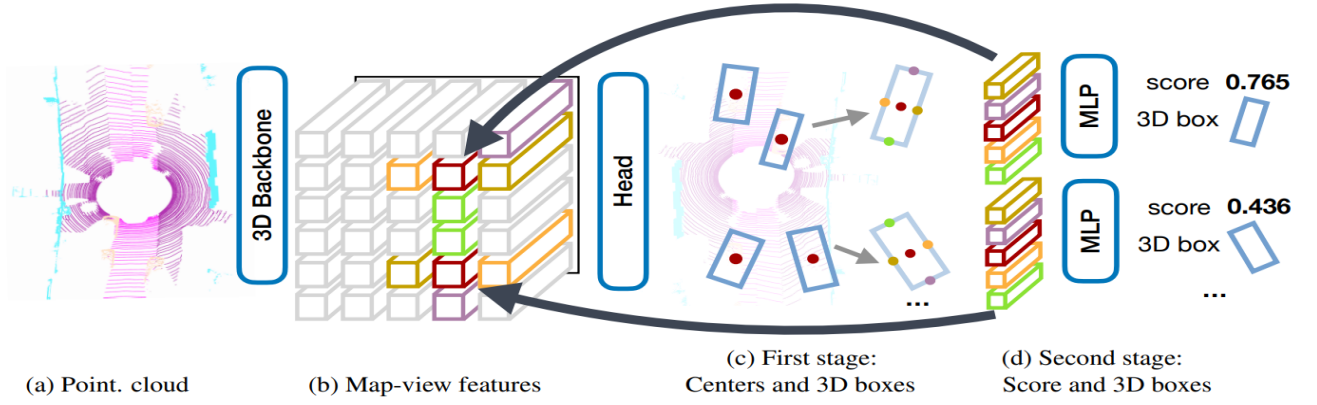 3D Backbone
Head
...
MLP
score 0.765
3D box
MLP
score 0.436
3D box
...
(a) Point. cloud
(b) Map-view features
(c) First stage:
Centers and 3D boxes
(d) Second stage:
Score and 3D boxes